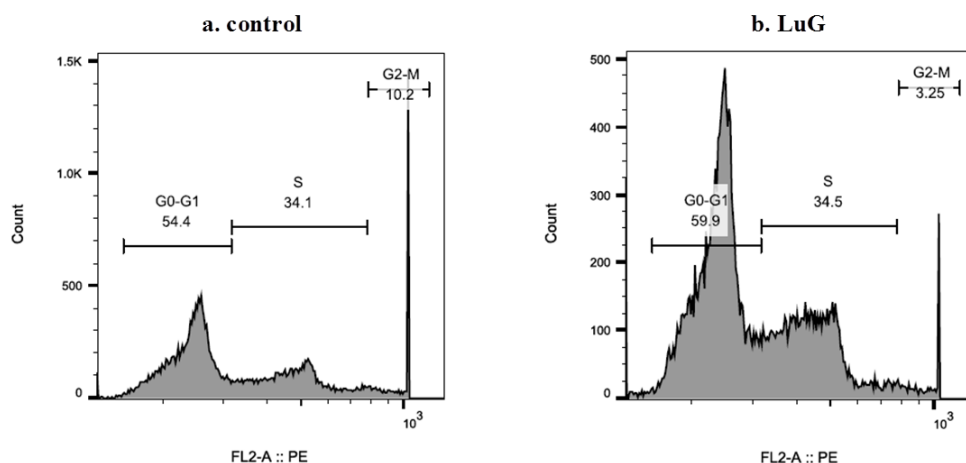 a. control
1.5K
1.0K
500
0
Count
G0-G1
54.4
S
34.1
G2-M
10.2
10³
FL2-A :: PE
b. LuG
500
400
300
200
100
0
Count
G0-G1
59.9
S
34.5
G2-M
3.25
10³
FL2-A :: PE